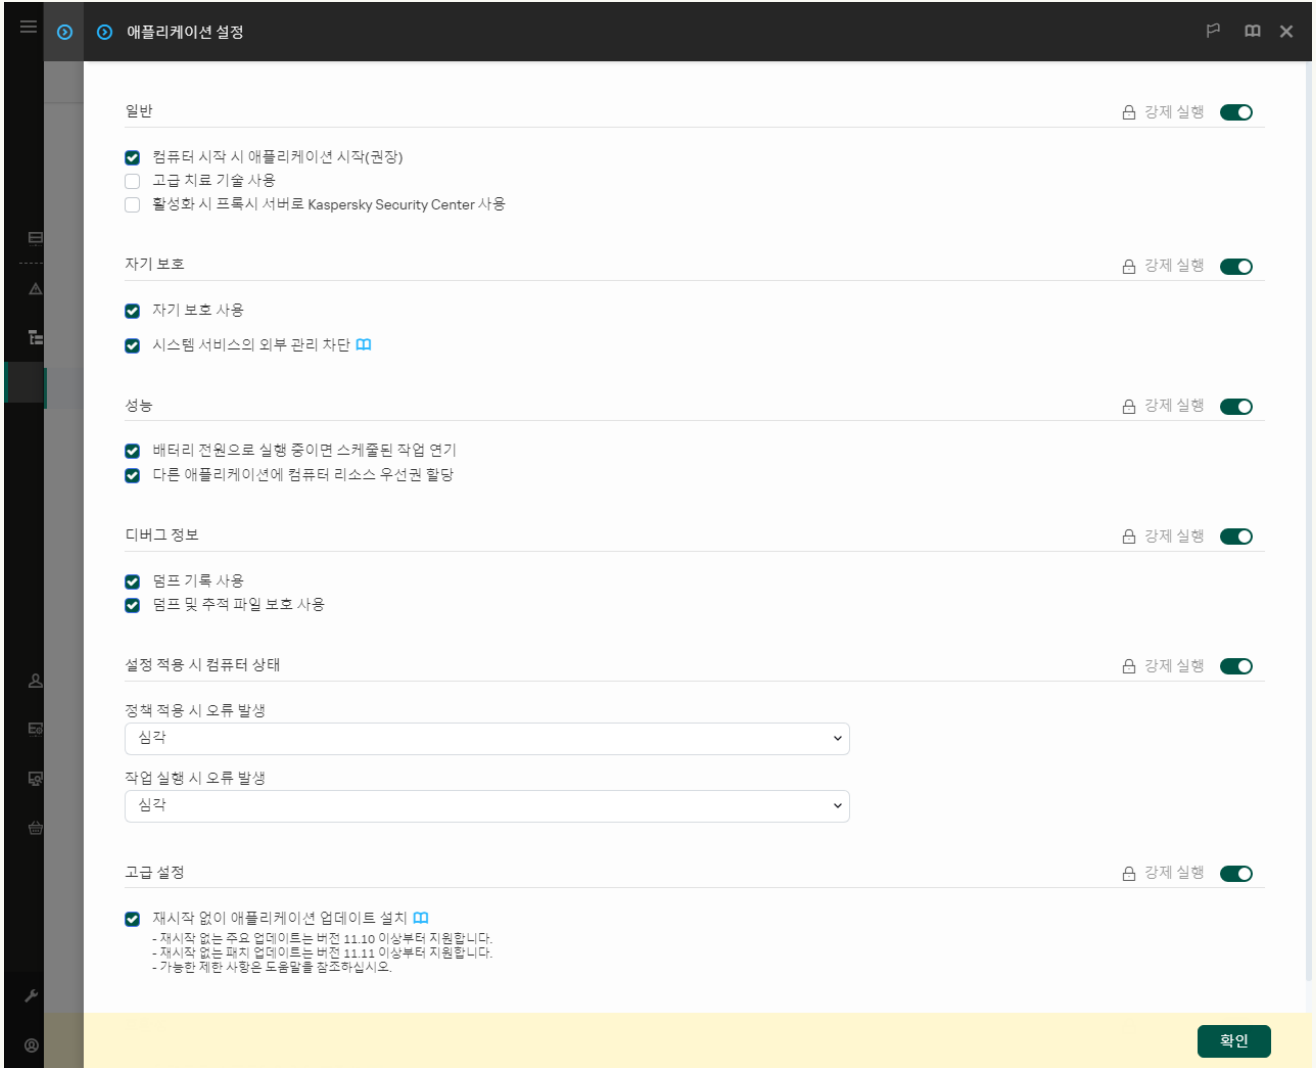 애플리케이션 설정
일반
강제 실행
컴퓨터 시작 시 애플리케이션 시작(권장)
고급 치료 기술 사용
활성화 시 프록시 서버로 Kaspersky Security Center 사용
자기 보호
강제 실행
자기 보호 사용
시스템 서비스의 외부 관리 차단
성능
강제 실행
배터리 전원으로 실행 중이면 스케줄된 작업 연기
다른 애플리케이션에 컴퓨터 리소스 우선권 할당
디버그 정보
강제 실행
덤프 기록 사용
덤프 및 추적 파일 보호 사용
설정 적용 시 컴퓨터 상태
강제 실행
정책 적용 시 오류 발생
심각
작업 실행 시 오류 발생
심각
고급 설정
강제 실행
재시작 없이 애플리케이션 업데이트 설치
- 재시작 없는 주요 업데이트는 버전 11.10 이상부터 지원합니다.
- 재시작 없는 패치 업데이트는 버전 11.11 이상부터 지원합니다.
- 가능한 제한 사항은 도움말을 참조하십시오.
확인